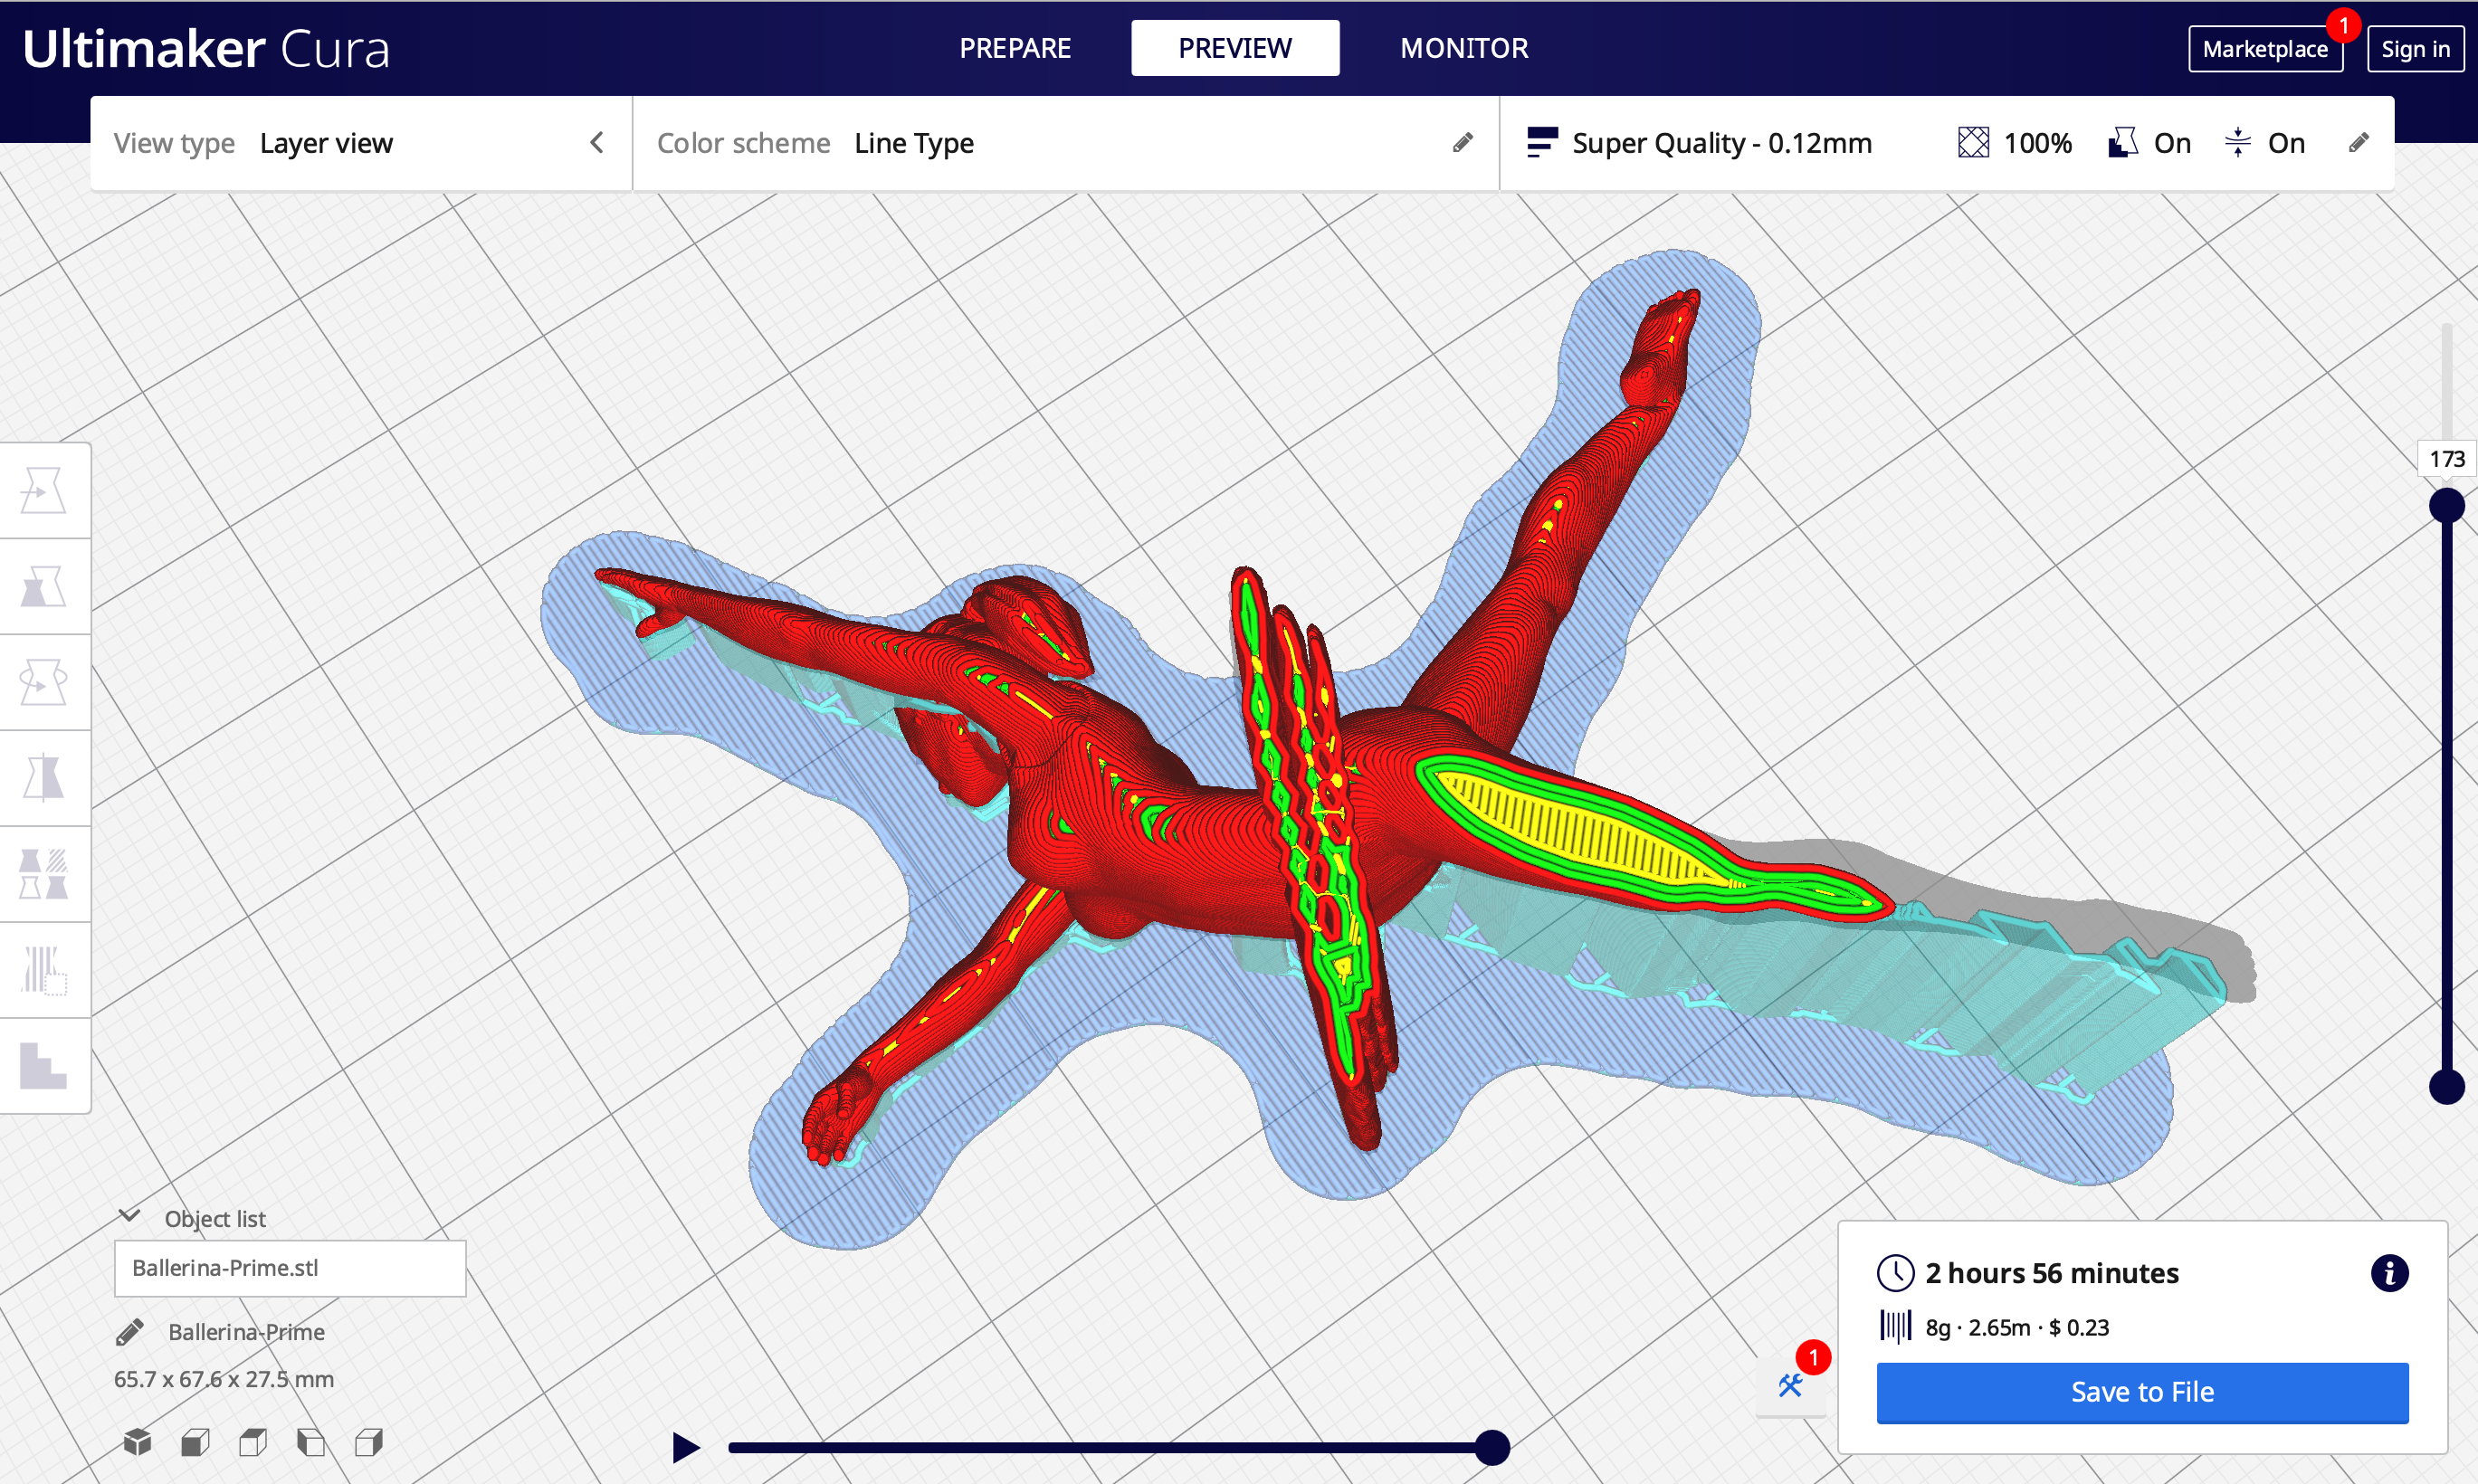 Ultimaker Cura
PREPARE
PREVIEW
MONITOR
Marketplace
1
Sign in
View type Layer view
Color scheme Line Type
Super Quality - 0.12mm
100%
On
On
173
Object list
Ballerina-Prime.stl
Ballerina-Prime
65.7 x 67.6 x 27.5 mm
1
2 hours 56 minutes
i
8g · 2.65m · $ 0.23
Save to File